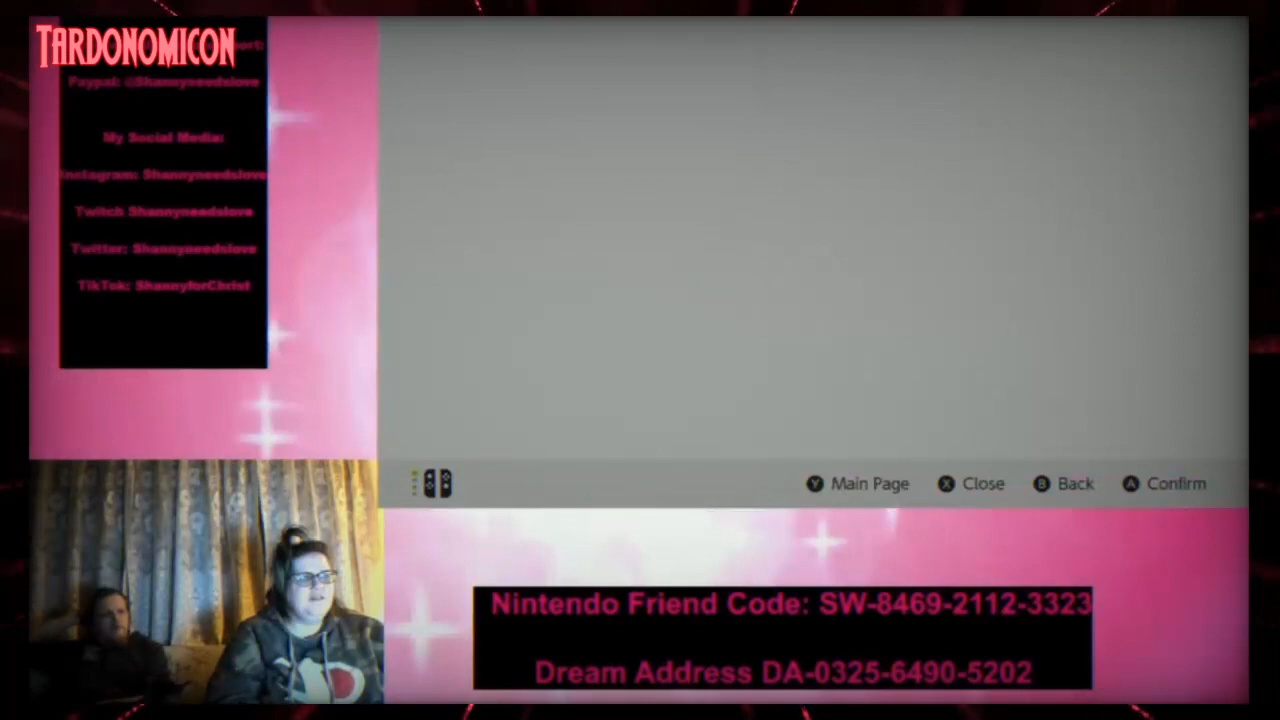 TARDONOMICON
Paypal: @Shannyneedslove
My Social Media:
Instagram: Shannyneedslove
Twitch Shannyneedslove
Twitter: Shannyneedslove
TikTok: ShannyforChrist
Y Main Page X Close B Back A Confirm
Nintendo Friend Code: SW-8469-2112-3323
Dream Address DA-0325-6490-5202